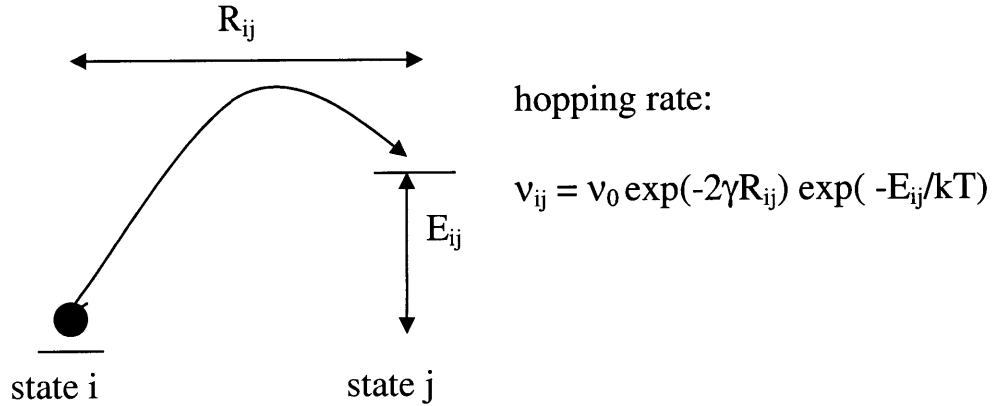 R_ij
hopping rate:
ν_ij = ν_0 exp(-2γR_ij) exp( -E_ij/kT)
E_ij
state i
state j